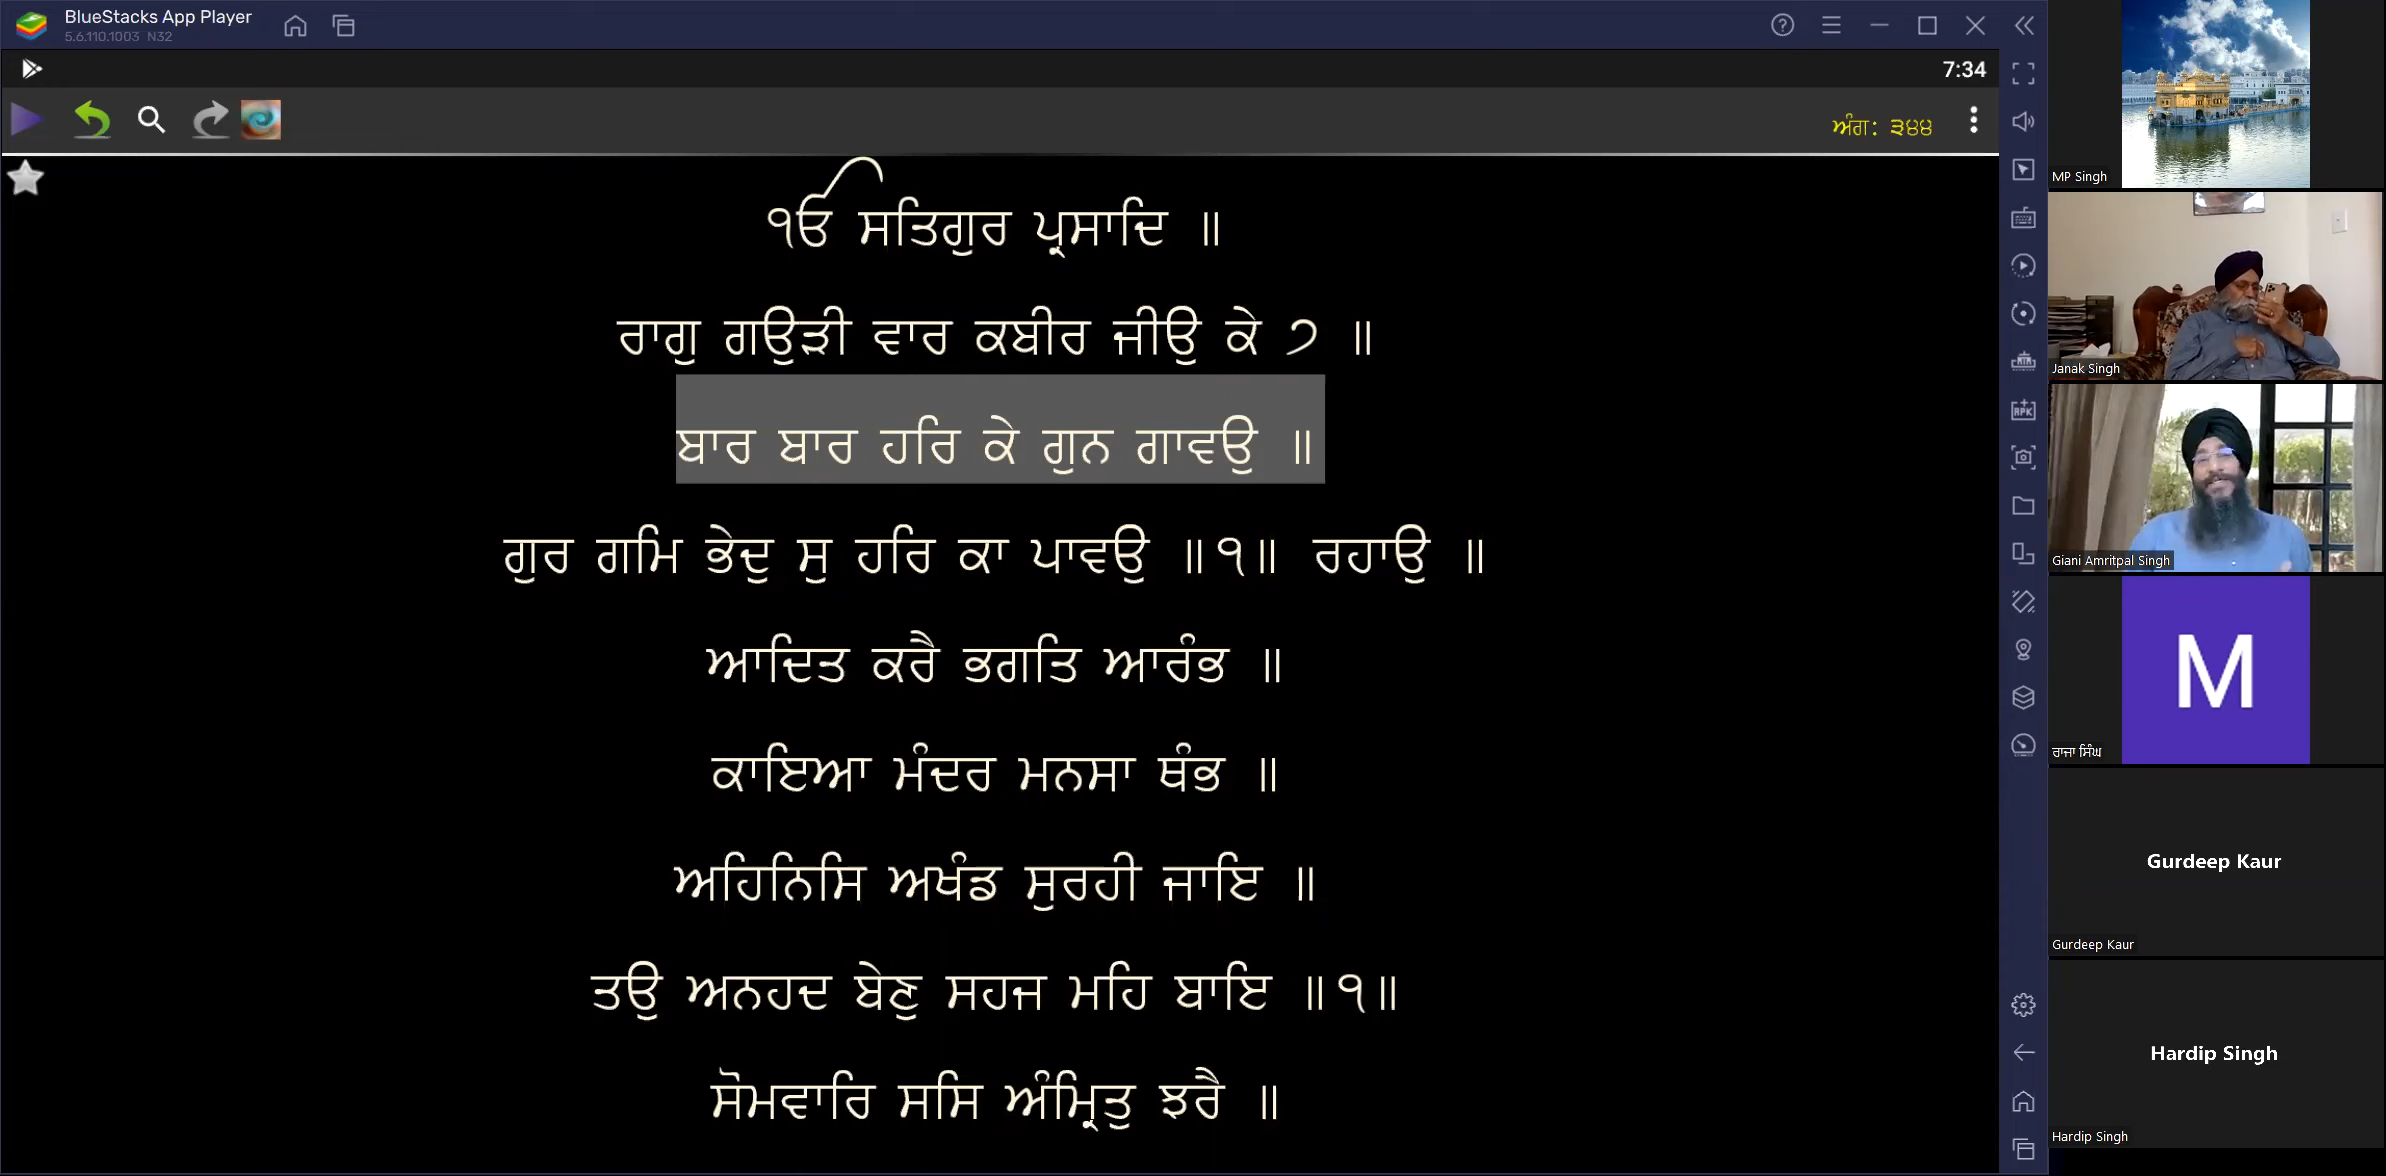 BlueStacks App Player
5.6.110.1003 N32
7:34
ਅੰਗ: ੩੪੪
ੴ ਸਤਿਗੁਰ ਪ੍ਰਸਾਦਿ ॥
ਰਾਗੁ ਗਉੜੀ ਵਾਰ ਕਬੀਰ ਜੀਉ ਕੇ ੭ ॥
ਬਾਰ ਬਾਰ ਹਰਿ ਕੇ ਗੁਨ ਗਾਵਉ ॥
ਗੁਰ ਗਮਿ ਭੇਦੁ ਸੁ ਹਰਿ ਕਾ ਪਾਵਉ ॥੧॥ ਰਹਾਉ ॥
ਆਦਿਤ ਕਰੈ ਭਗਤਿ ਆਰੰਭ ॥
ਕਾਇਆ ਮੰਦਰ ਮਨਸਾ ਥੰਭ ॥
ਅਹਿਨਿਸਿ ਅਖੰਡ ਸੁਰਹੀ ਜਾਇ ॥
ਤਉ ਅਨਹਦ ਬੇਣੁ ਸਹਜ ਮਹਿ ਬਾਇ ॥੧॥
ਸੋਮਵਾਰਿ ਸਸਿ ਅੰਮ੍ਰਿਤੁ ਝਰੈ ॥
MP Singh
Janak Singh
Giani Amritpal Singh
M
ਰਾਜਾ ਸਿੰਘ
Gurdeep Kaur
Gurdeep Kaur
Hardip Singh
Hardip Singh